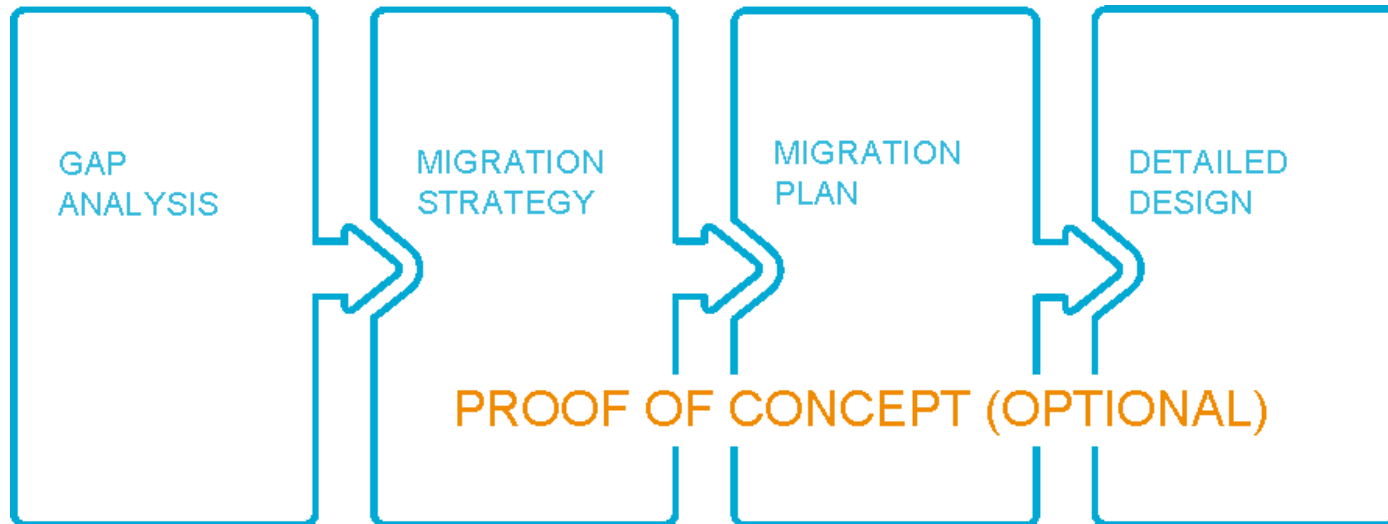 GAP
ANALYSIS
MIGRATION
STRATEGY
MIGRATION
PLAN
DETAILED
DESIGN
PROOF OF CONCEPT (OPTIONAL)